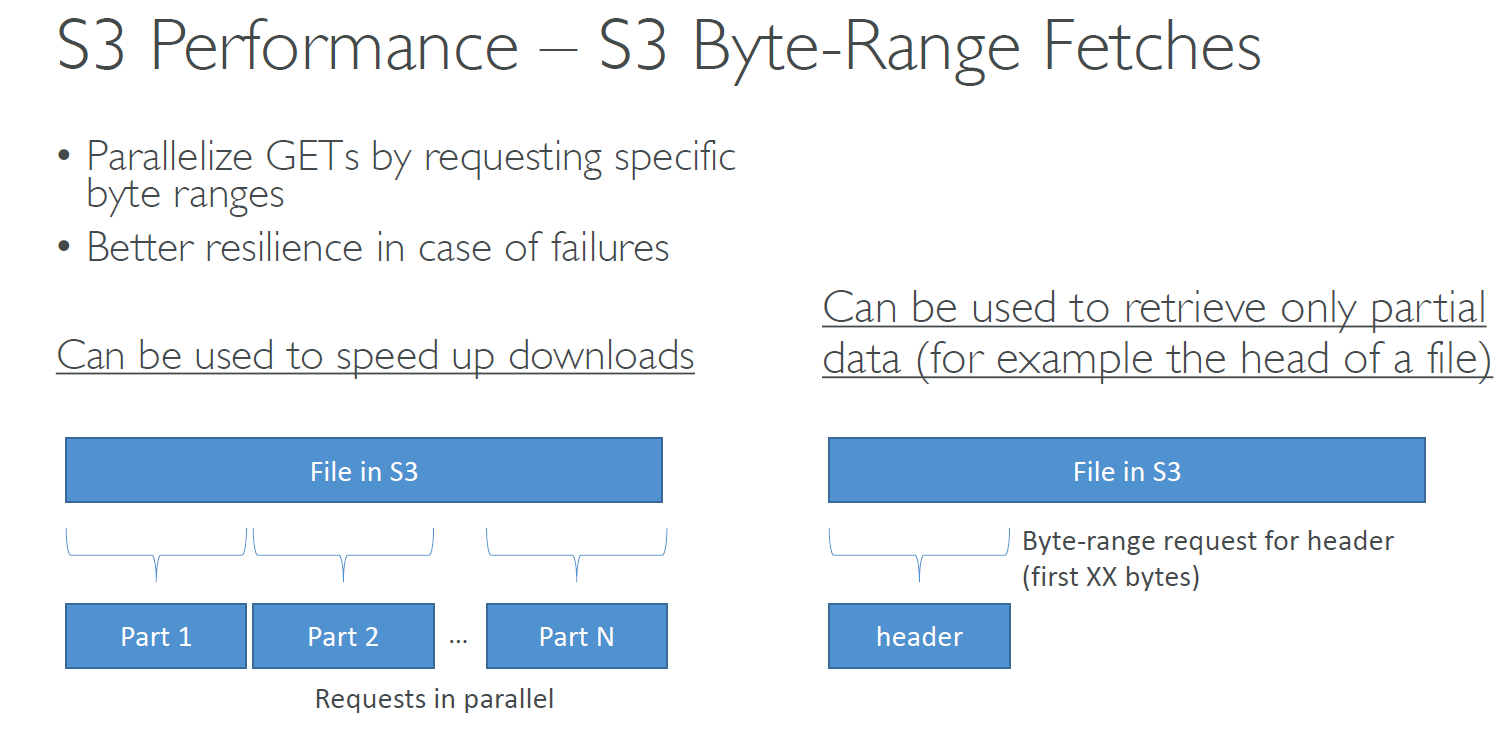 S3 Performance – S3 Byte-Range Fetches
• Parallelize GETs by requesting specific
byte ranges
• Better resilience in case of failures
Can be used to speed up downloads
File in S3
Part 1
Part 2
...
Part N
Requests in parallel
Can be used to retrieve only partial
data (for example the head of a file)
File in S3
Byte-range request for header
(first XX bytes)
header